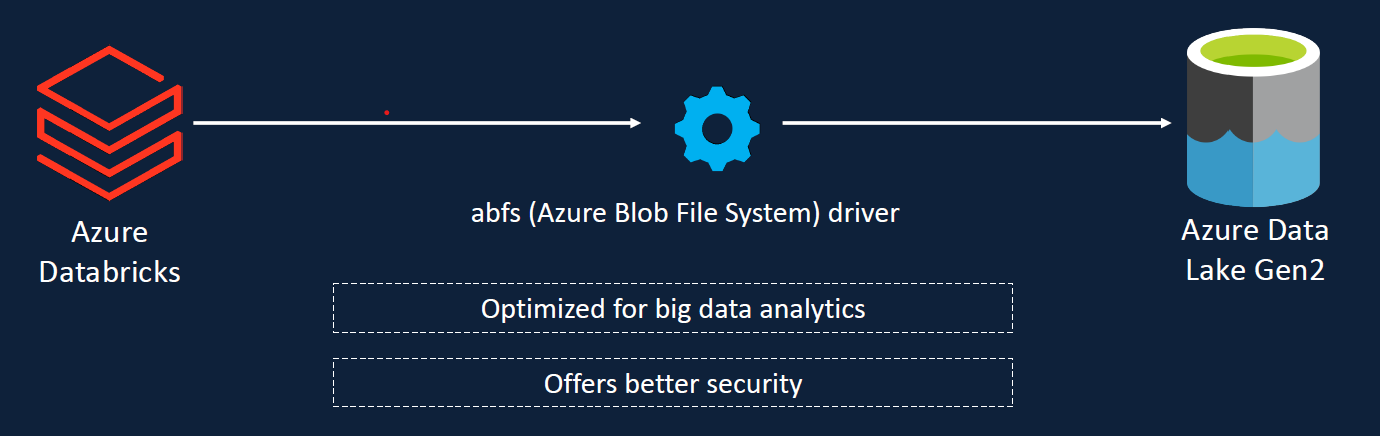 abfs (Azure Blob File System) driver
Azure
Databricks
Azure Data
Lake Gen2
Optimized for big data analytics
Offers better security